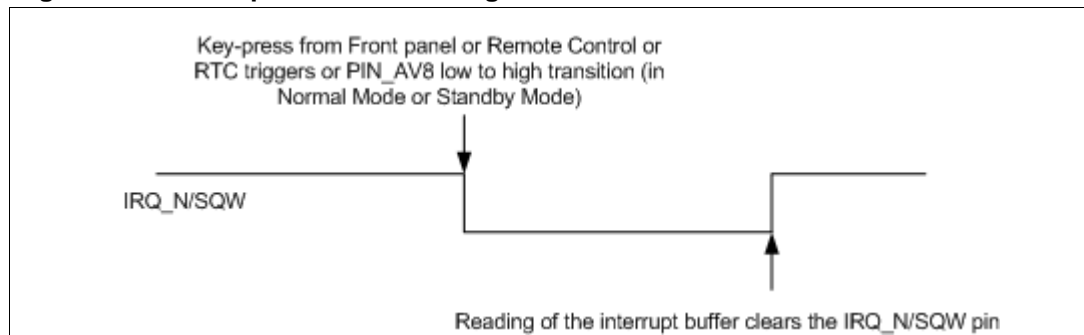 Key-press from Front panel or Remote Control or
RTC triggers or PIN_AV8 low to high transition (in
Normal Mode or Standby Mode)
IRQ_N/SQW
Reading of the interrupt buffer clears the IRQ_N/SQW pin